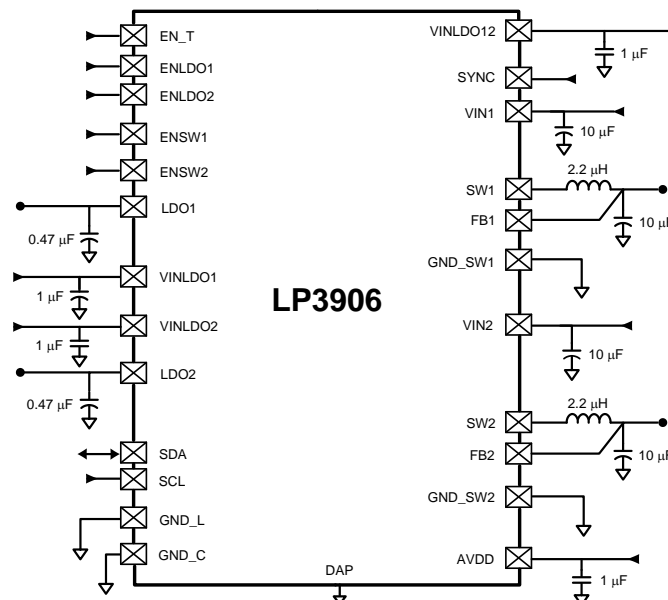 EN_T
ENLDO1
ENLDO2
ENSW1
ENSW2
LDO1
0.47 µF
VINLDO1
1 µF
VINLDO2
1 µF
LDO2
0.47 µF
SDA
SCL
GND_L
GND_C
LP3906
DAP
VINLDO12
1 µF
SYNC
VIN1
10 µF
2.2 µH
SW1
FB1
10 µF
GND_SW1
VIN2
10 µF
2.2 µH
SW2
FB2
10 µF
GND_SW2
AVDD
1 µF